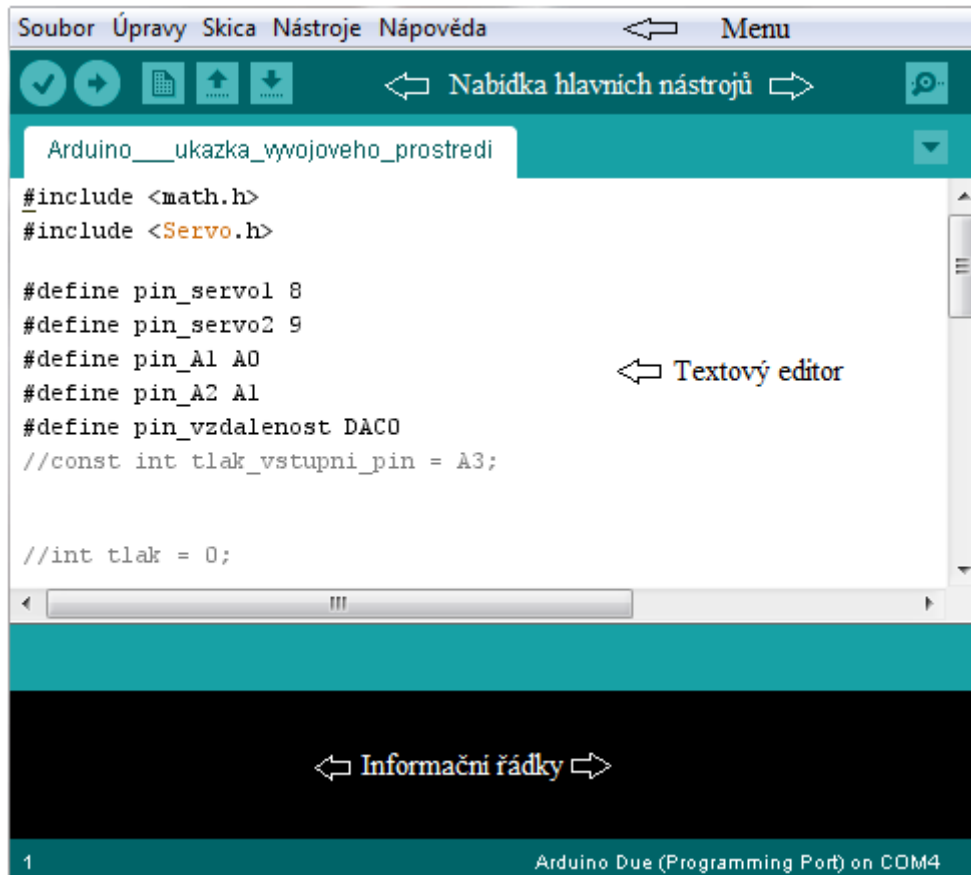 Soubor Úpravy Skica Nástroje Nápověda Menu
Nabídka hlavních nástrojů
Arduino___ukazka_vyvojoveho_prostredi
#include <math.h>
#include <Servo.h>
#define pin_servo1 8
#define pin_servo2 9
#define pin_A1 A0
#define pin_A2 A1
#define pin_vzdalenost DAC0
//const int tlak_vstupni_pin = A3;
//int tlak = 0;
Textový editor
Informační řádky
1 Arduino Due (Programming Port) on COM4